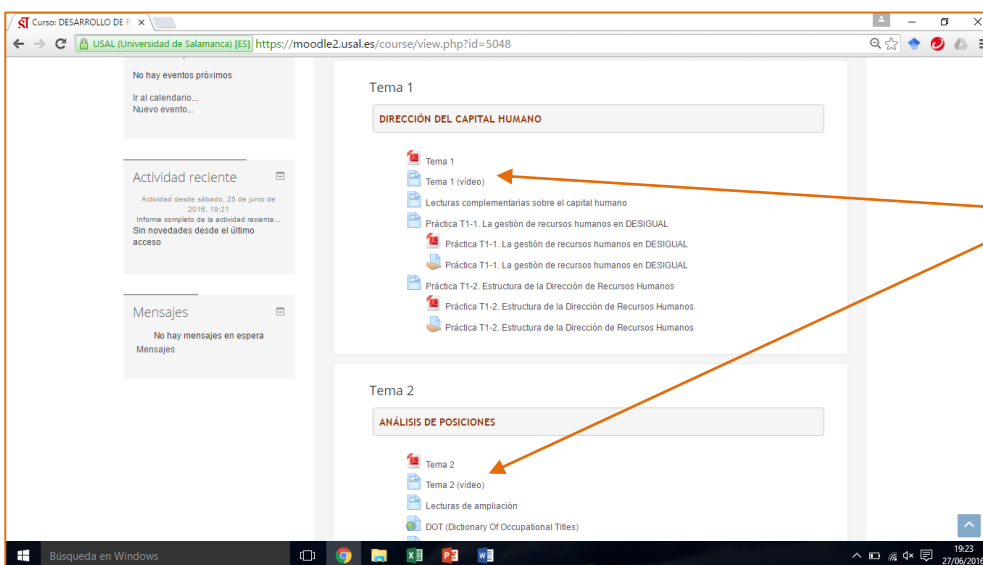 Curso: DESARROLLO DE R
USAL (Universidad de Salamanca) [ES] https://moodle2.usal.es/course/view.php?id=5048
No hay eventos próximos
Ir al calendario...
Nuevo evento...
Actividad reciente
Actividad desde sábado, 25 de junio de
2016, 19:21
Informe completo de la actividad reciente...
Sin novedades desde el último
acceso
Mensajes
No hay mensajes en espera
Mensajes
Tema 1
DIRECCIÓN DEL CAPITAL HUMANO
Tema 1
Tema 1 (vídeo)
Lecturas complementarias sobre el capital humano
Práctica T1-1. La gestión de recursos humanos en DESIGUAL
Práctica T1-1. La gestión de recursos humanos en DESIGUAL
Práctica T1-1. La gestión de recursos humanos en DESIGUAL
Práctica T1-2. Estructura de la Dirección de Recursos Humanos
Práctica T1-2. Estructura de la Dirección de Recursos Humanos
Práctica T1-2. Estructura de la Dirección de Recursos Humanos
Tema 2
ANÁLISIS DE POSICIONES
Tema 2
Tema 2 (vídeo)
Lecturas de ampliación
DOT (Dictionary Of Occupational Titles)
Búsqueda en Windows
19:23
27/06/2016